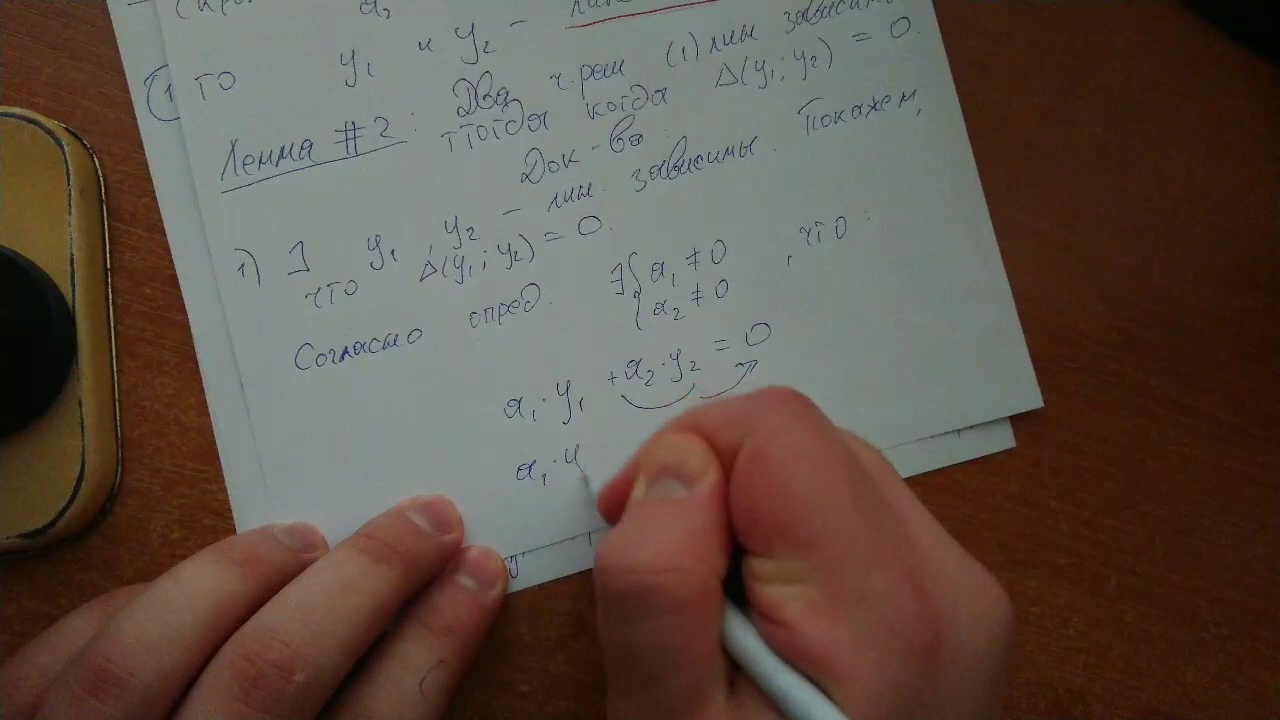 α₂
то y₁ и y₂ –
Лемма #2: Два ч. реш (1) лин зависимы
ттогда когда Δ(y₁; y₂) = 0.
Док-во:
1) ∃ y₁, y₂ – лин. зависимы. Покажем,
что Δ(y₁; y₂) = 0.
Согласно опред. ∃{α₁ ≠ 0
{α₂ ≠ 0 , что:
α₁·y₁ + α₂·y₂ = 0
α₁·y